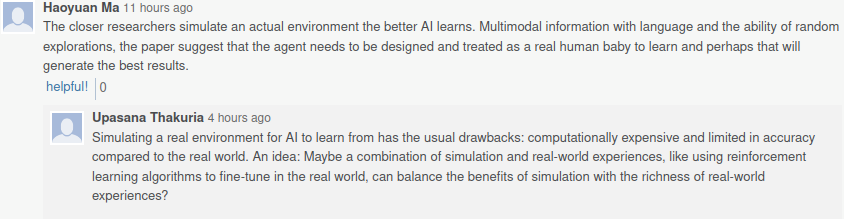 Haoyuan Ma 11 hours ago
The closer researchers simulate an actual environment the better AI learns. Multimodal information with language and the ability of random
explorations, the paper suggest that the agent needs to be designed and treated as a real human baby to learn and perhaps that will
generate the best results.
helpful! 0
Upasana Thakuria 4 hours ago
Simulating a real environment for AI to learn from has the usual drawbacks: computationally expensive and limited in accuracy
compared to the real world. An idea: Maybe a combination of simulation and real-world experiences, like using reinforcement
learning algorithms to fine-tune in the real world, can balance the benefits of simulation with the richness of real-world
experiences?